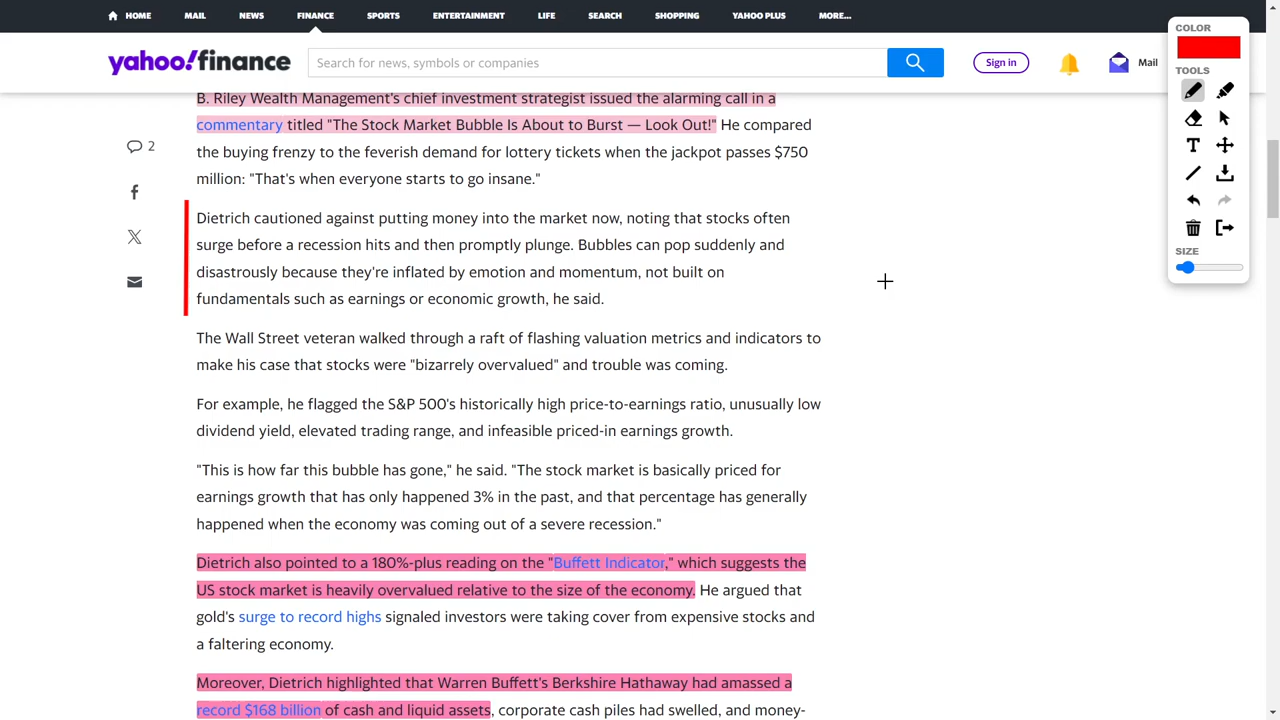 HOME MAIL NEWS FINANCE SPORTS ENTERTAINMENT LIFE SEARCH SHOPPING YAHOO PLUS MORE...
yahoo!finance
Search for news, symbols or companies
Sign in
Mail
COLOR
TOOLS
T
SIZE
2
B. Riley Wealth Management's chief investment strategist issued the alarming call in a
commentary titled "The Stock Market Bubble Is About to Burst — Look Out!" He compared
the buying frenzy to the feverish demand for lottery tickets when the jackpot passes $750
million: "That's when everyone starts to go insane."
Dietrich cautioned against putting money into the market now, noting that stocks often
surge before a recession hits and then promptly plunge. Bubbles can pop suddenly and
disastrously because they're inflated by emotion and momentum, not built on
fundamentals such as earnings or economic growth, he said.
The Wall Street veteran walked through a raft of flashing valuation metrics and indicators to
make his case that stocks were "bizarrely overvalued" and trouble was coming.
For example, he flagged the S&P 500's historically high price-to-earnings ratio, unusually low
dividend yield, elevated trading range, and infeasible priced-in earnings growth.
"This is how far this bubble has gone," he said. "The stock market is basically priced for
earnings growth that has only happened 3% in the past, and that percentage has generally
happened when the economy was coming out of a severe recession."
Dietrich also pointed to a 180%-plus reading on the "Buffett Indicator," which suggests the
US stock market is heavily overvalued relative to the size of the economy. He argued that
gold's surge to record highs signaled investors were taking cover from expensive stocks and
a faltering economy.
Moreover, Dietrich highlighted that Warren Buffett's Berkshire Hathaway had amassed a
record $168 billion of cash and liquid assets, corporate cash piles had swelled, and money-